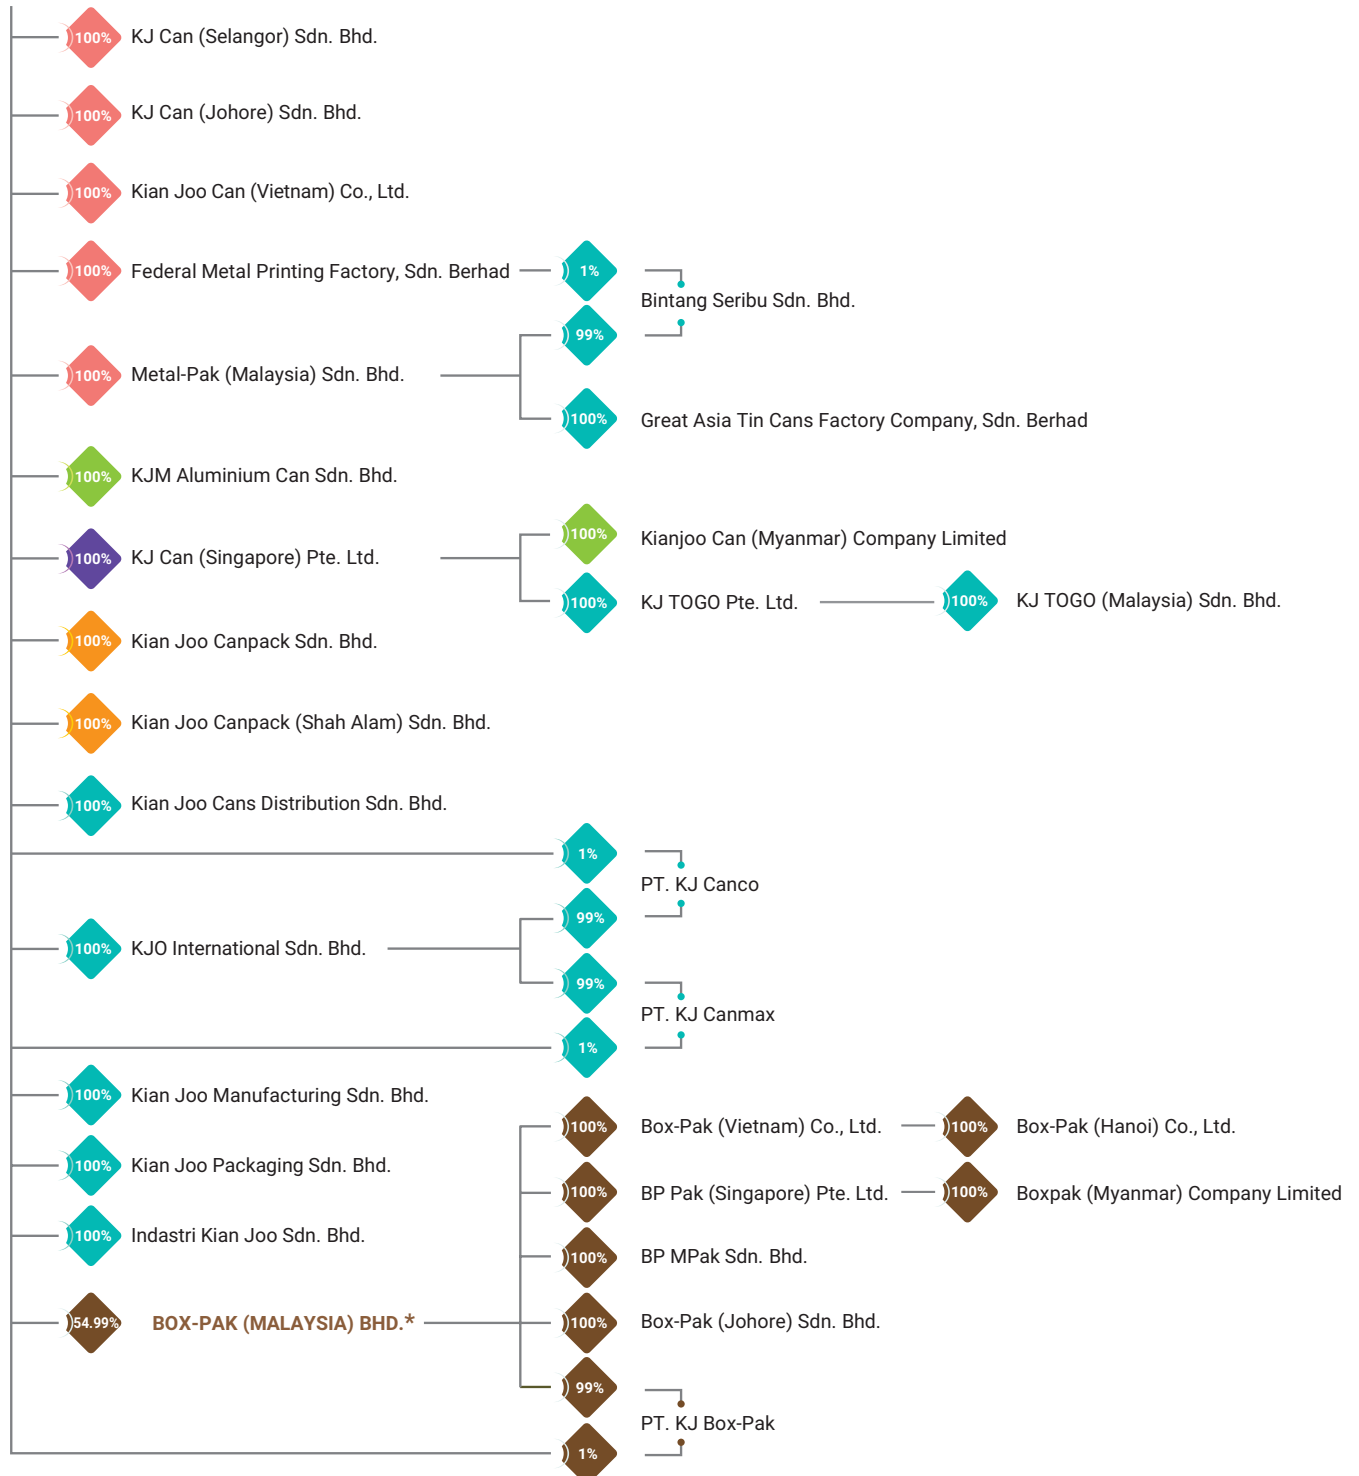 100% KJ Can (Selangor) Sdn. Bhd.
100% KJ Can (Johore) Sdn. Bhd.
100% Kian Joo Can (Vietnam) Co., Ltd.
100% Federal Metal Printing Factory, Sdn. Berhad 1%
Bintang Seribu Sdn. Bhd.
99%
100% Metal-Pak (Malaysia) Sdn. Bhd.
100% Great Asia Tin Cans Factory Company, Sdn. Berhad
100% KJM Aluminium Can Sdn. Bhd.
100% Kianjoo Can (Myanmar) Company Limited
100% KJ Can (Singapore) Pte. Ltd.
100% KJ TOGO Pte. Ltd. 100% KJ TOGO (Malaysia) Sdn. Bhd.
100% Kian Joo Canpack Sdn. Bhd.
100% Kian Joo Canpack (Shah Alam) Sdn. Bhd.
100% Kian Joo Cans Distribution Sdn. Bhd.
1%
PT. KJ Canco
99%
100% KJO International Sdn. Bhd.
99%
PT. KJ Canmax
1%
100% Kian Joo Manufacturing Sdn. Bhd.
100% Box-Pak (Vietnam) Co., Ltd. 100% Box-Pak (Hanoi) Co., Ltd.
100% Kian Joo Packaging Sdn. Bhd.
100% BP Pak (Singapore) Pte. Ltd. 100% Boxpak (Myanmar) Company Limited
100% Indastri Kian Joo Sdn. Bhd.
100% BP MPak Sdn. Bhd.
54.99% BOX-PAK (MALAYSIA) BHD.* 100% Box-Pak (Johore) Sdn. Bhd.
99%
PT. KJ Box-Pak
1%